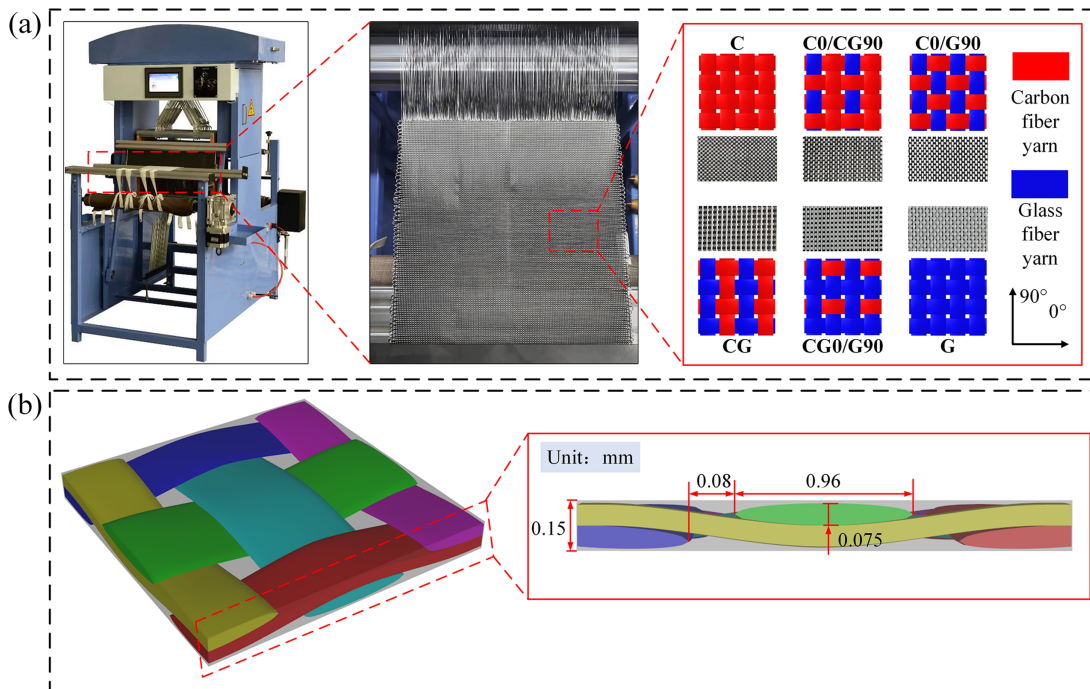 (a)
C
C0/CG90
C0/G90
Carbon
fiber
yarn
Glass
fiber
yarn
90°
0°
CG
CG0/G90
G
(b)
Unit: mm
0.08
0.96
0.15
0.075